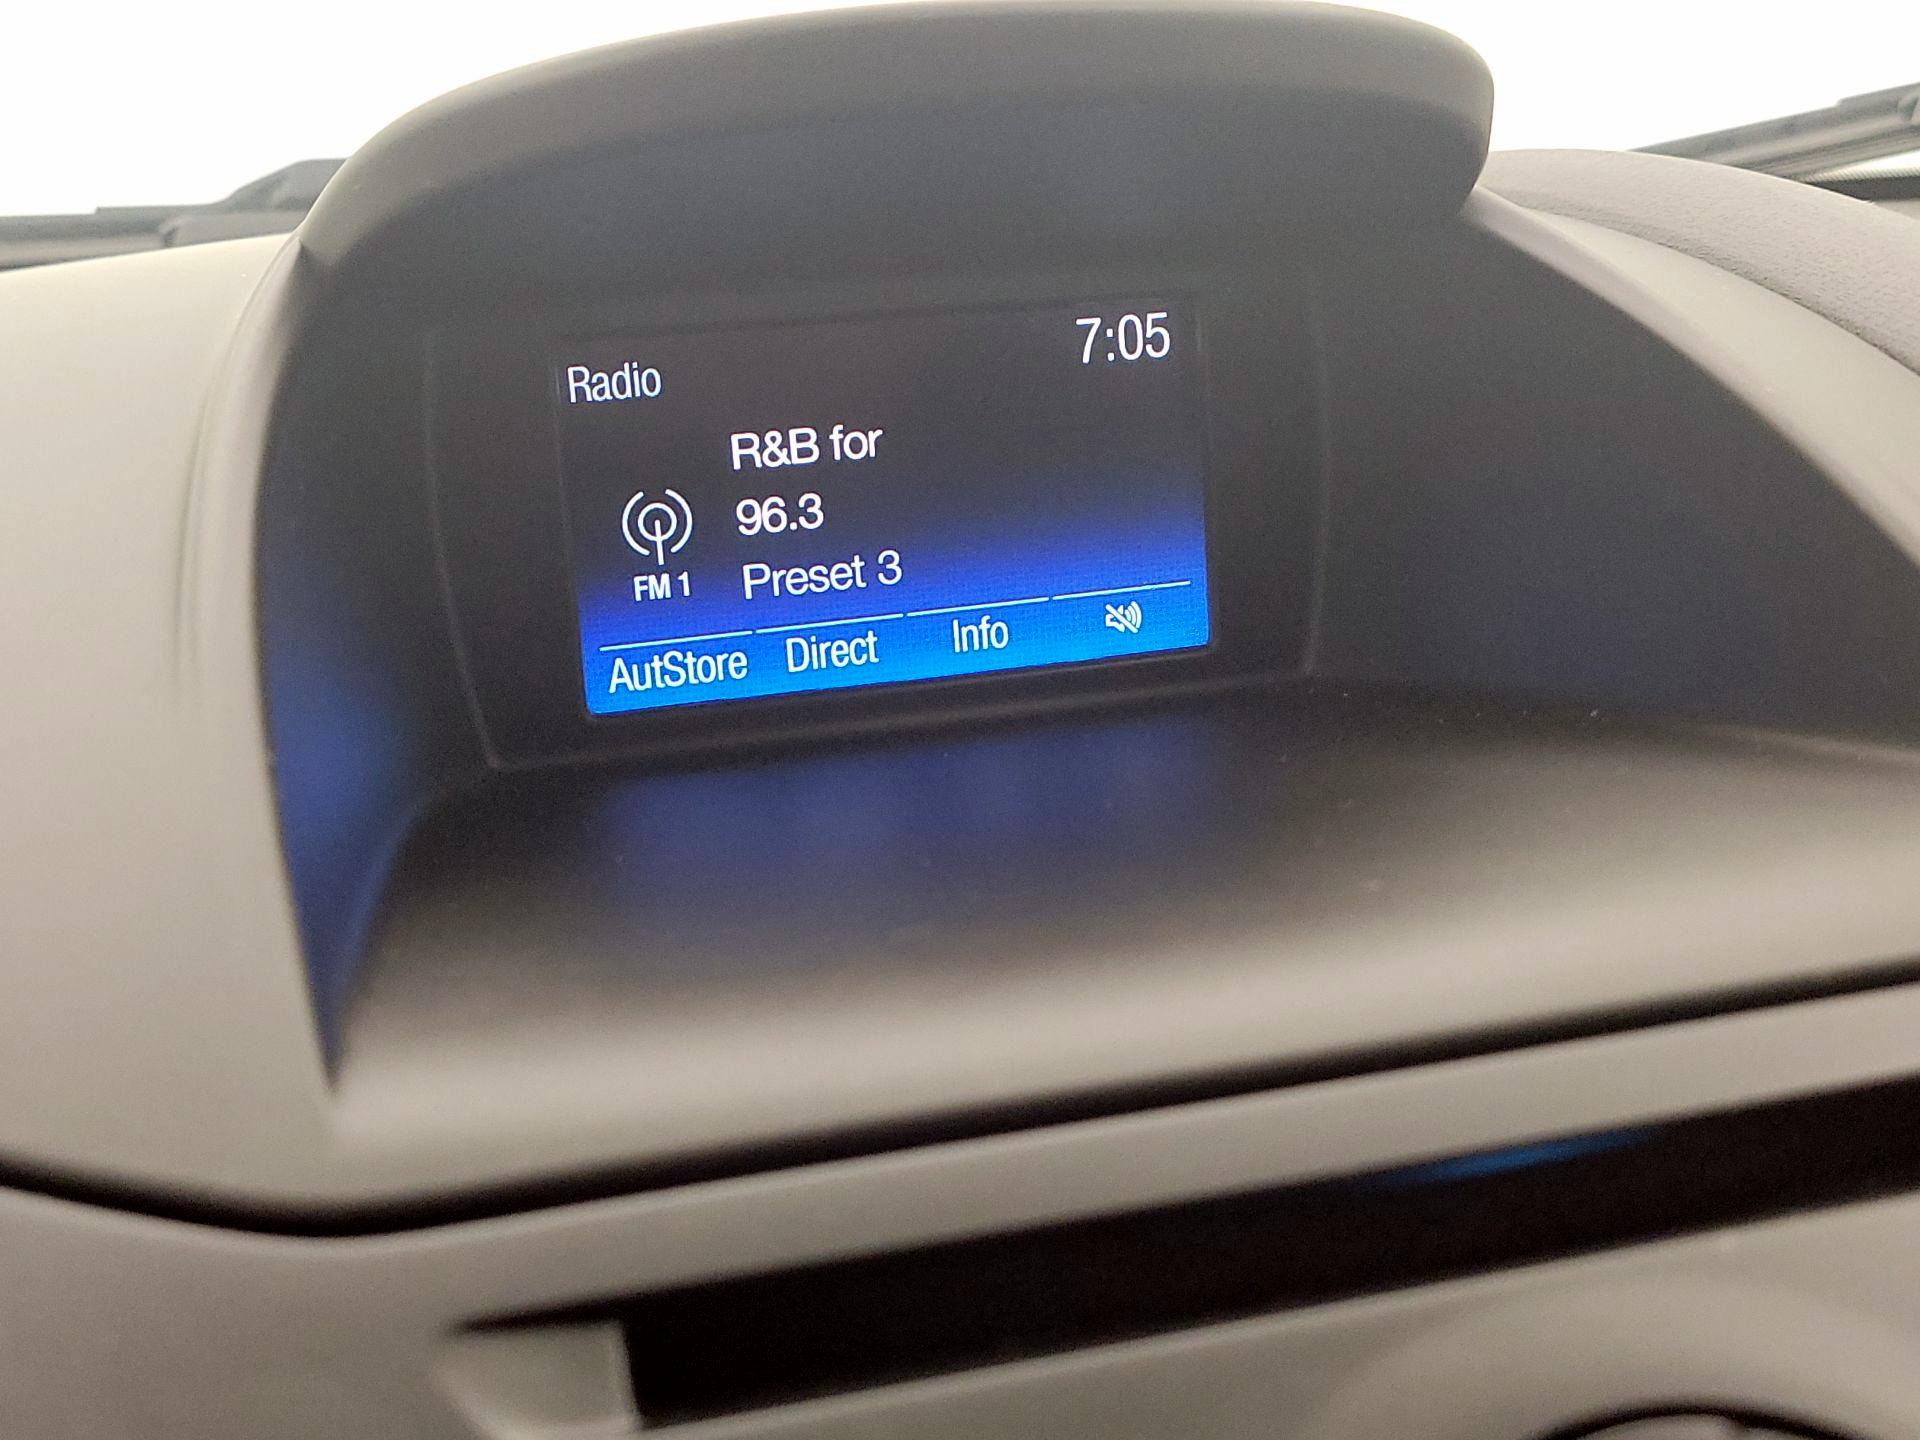 7:05
Radio
R&B for
96.3
FM 1
Preset 3
AutStore Direct Info